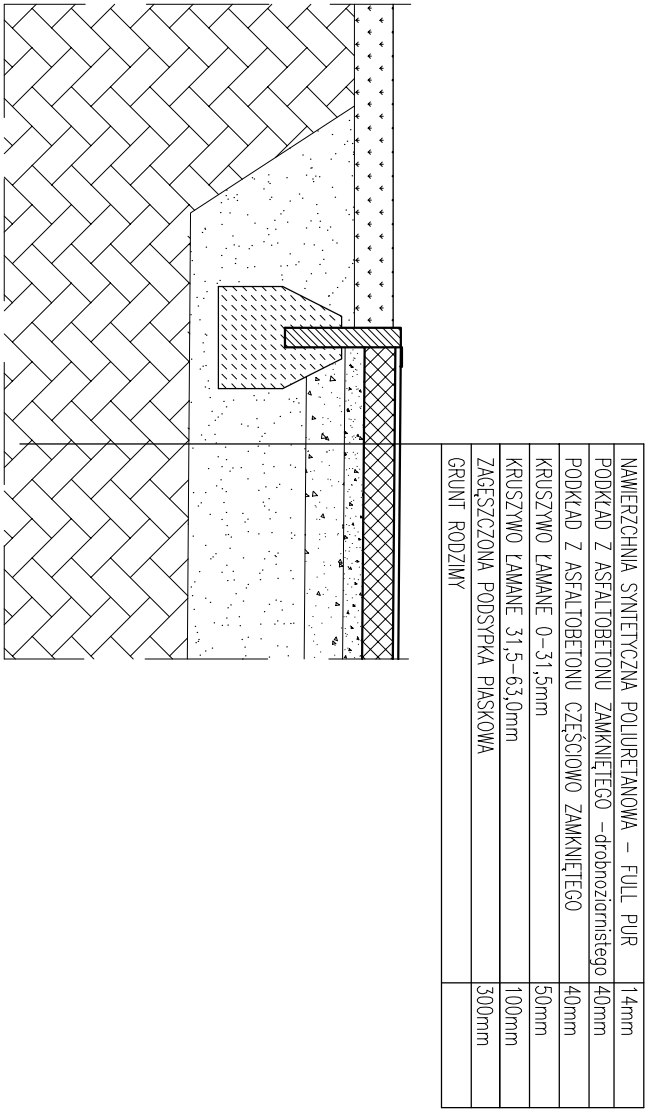 NAWIERZCHNIA SYNTETYCZNA POLIURETANOWA - FULL PUR 14mm
PODKŁAD Z ASFALTOBETONU ZAMKNIĘTEGO -drobnoziarnistego 40mm
PODKŁAD Z ASFALTOBETONU CZĘŚCIOWO ZAMKNIĘTEGO 40mm
KRUSZYWO ŁAMANE 0-31,5mm 50mm
KRUSZYWO ŁAMANE 31,5-63,0mm 100mm
ZAGĘSZCZONA PODSYPKA PIASKOWA 300mm
GRUNT RODZIMY